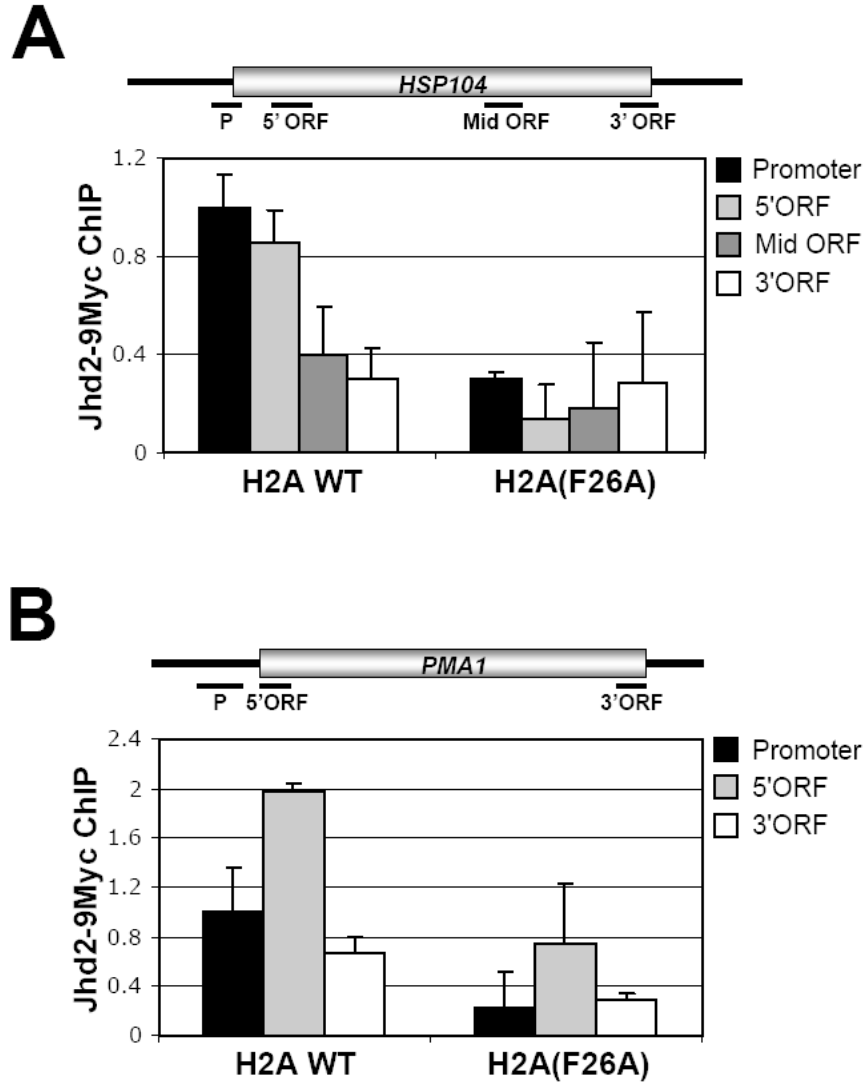 A
HSP104
P 5' ORF Mid ORF 3' ORF
Jhd2-9Myc ChIP
1.2
0.8
0.4
0
Promoter
5'ORF
Mid ORF
3'ORF
H2A WT H2A(F26A)
B
PMA1
P 5'ORF 3'ORF
Jhd2-9Myc ChIP
2.4
2
1.6
1.2
0.8
0.4
0
Promoter
5'ORF
3'ORF
H2A WT H2A(F26A)